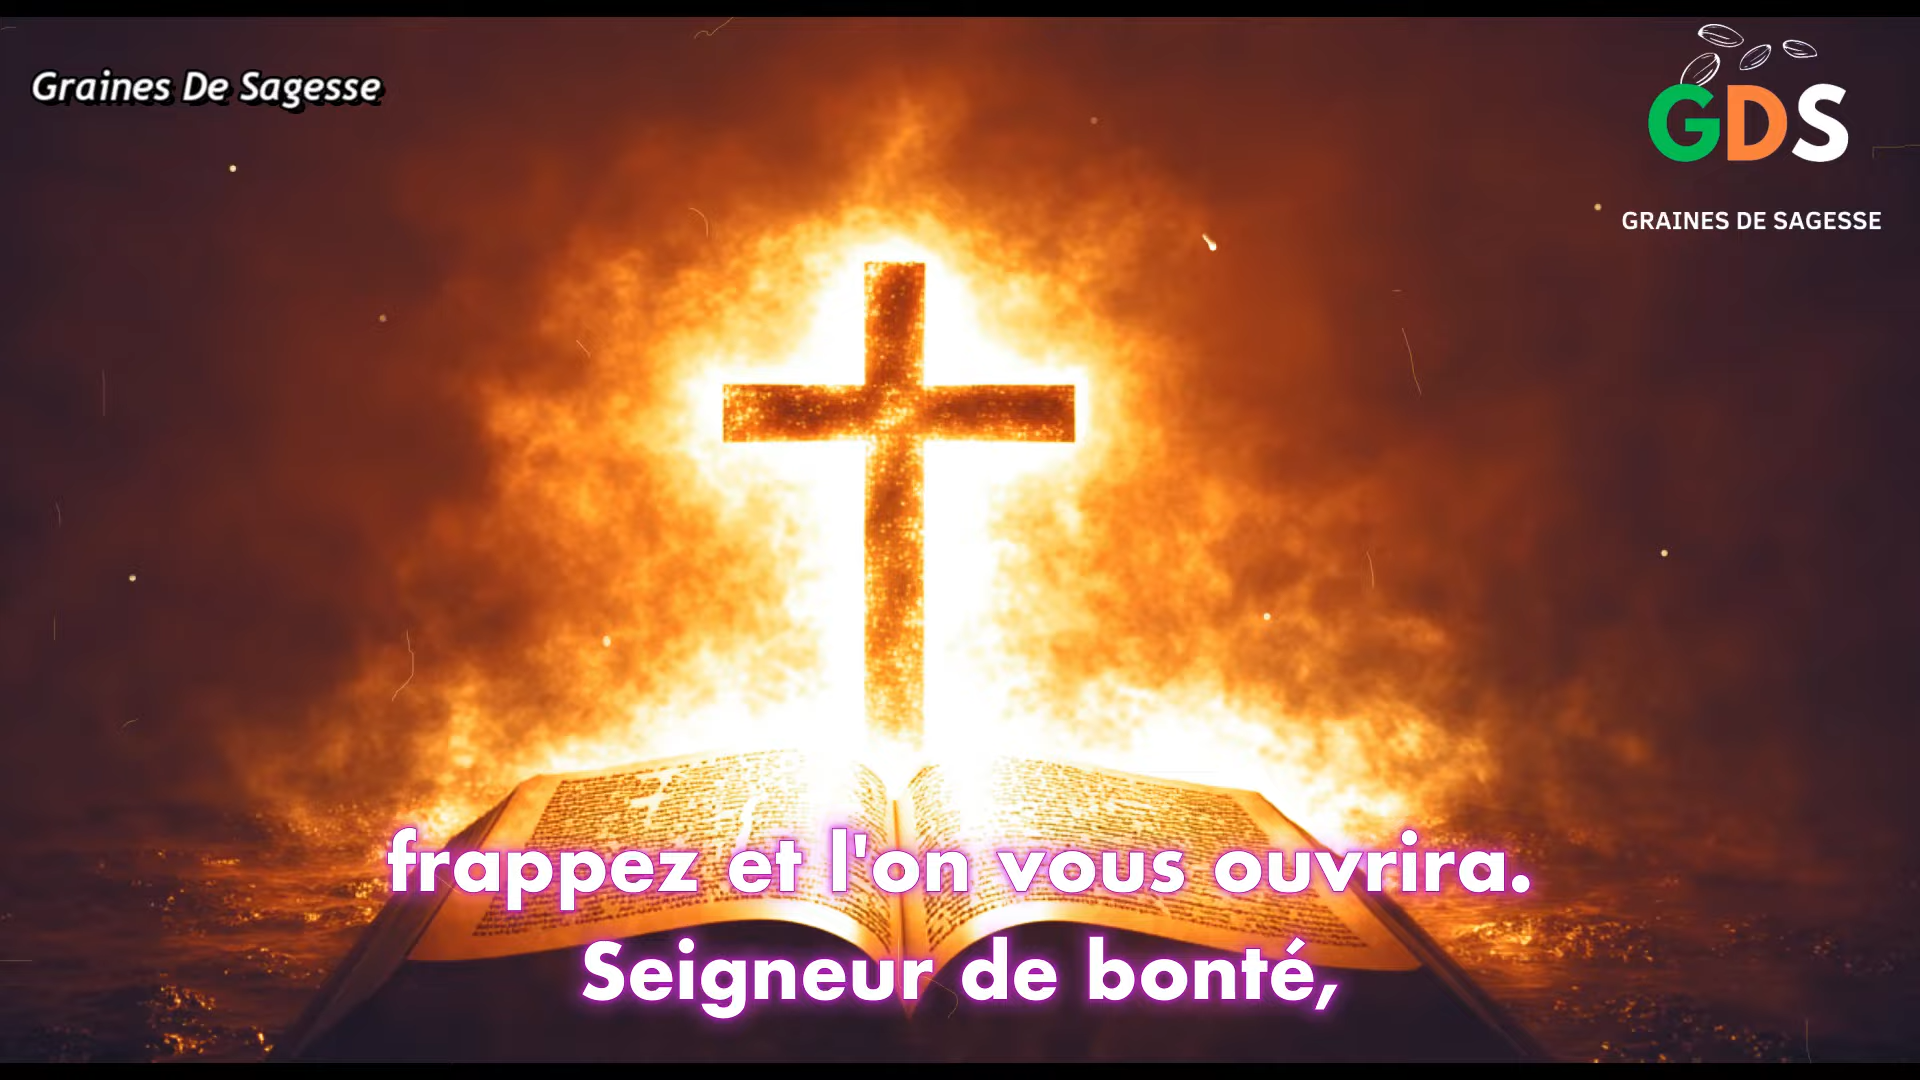 Graines De Sagesse
GDS
GRAINES DE SAGESSE
frappez et l'on vous ouvrira.
Seigneur de bonté,